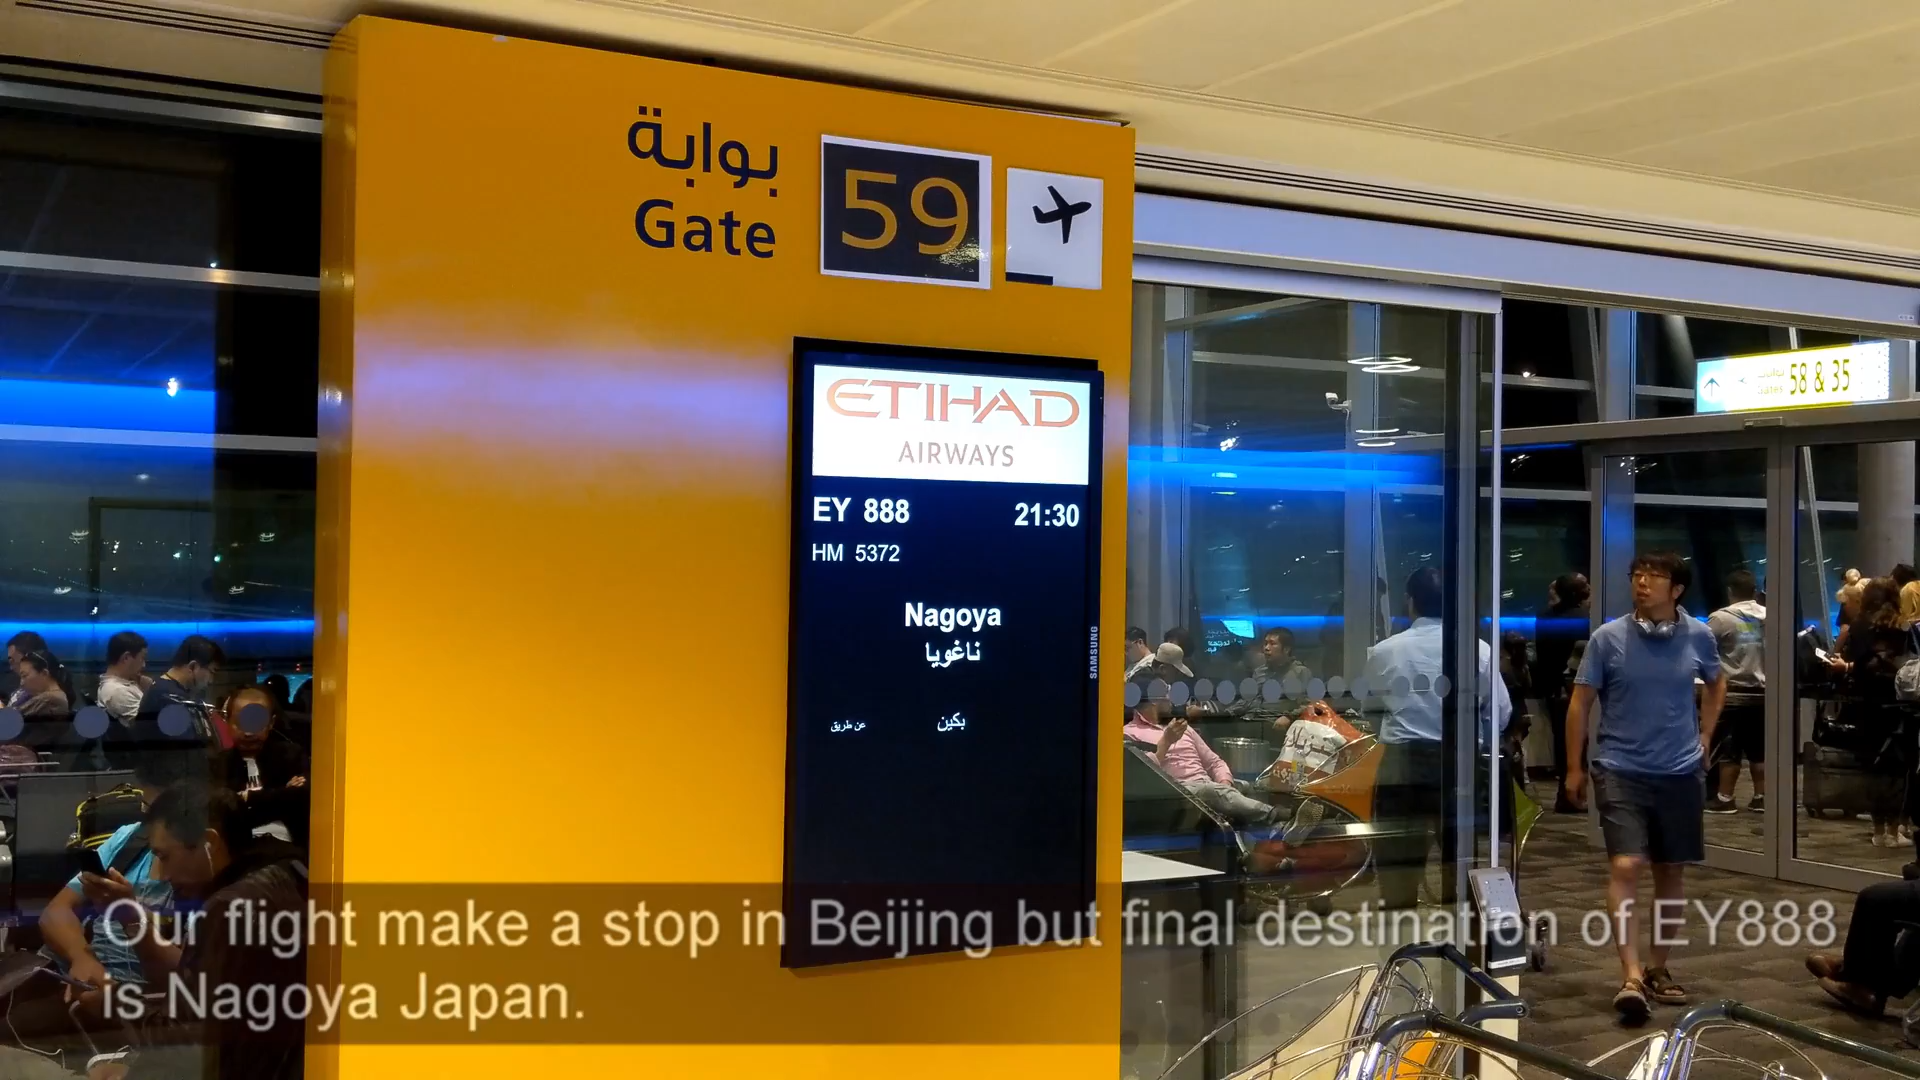 بوابة
Gate
59
ETIHAD
AIRWAYS
EY 888 21:30
HM 5372
Nagoya
ناغويا
عن طريق بكين
SAMSUNG
بوابات
Gates 58 & 35
Our flight make a stop in Beijing but final destination of EY888
is Nagoya Japan.